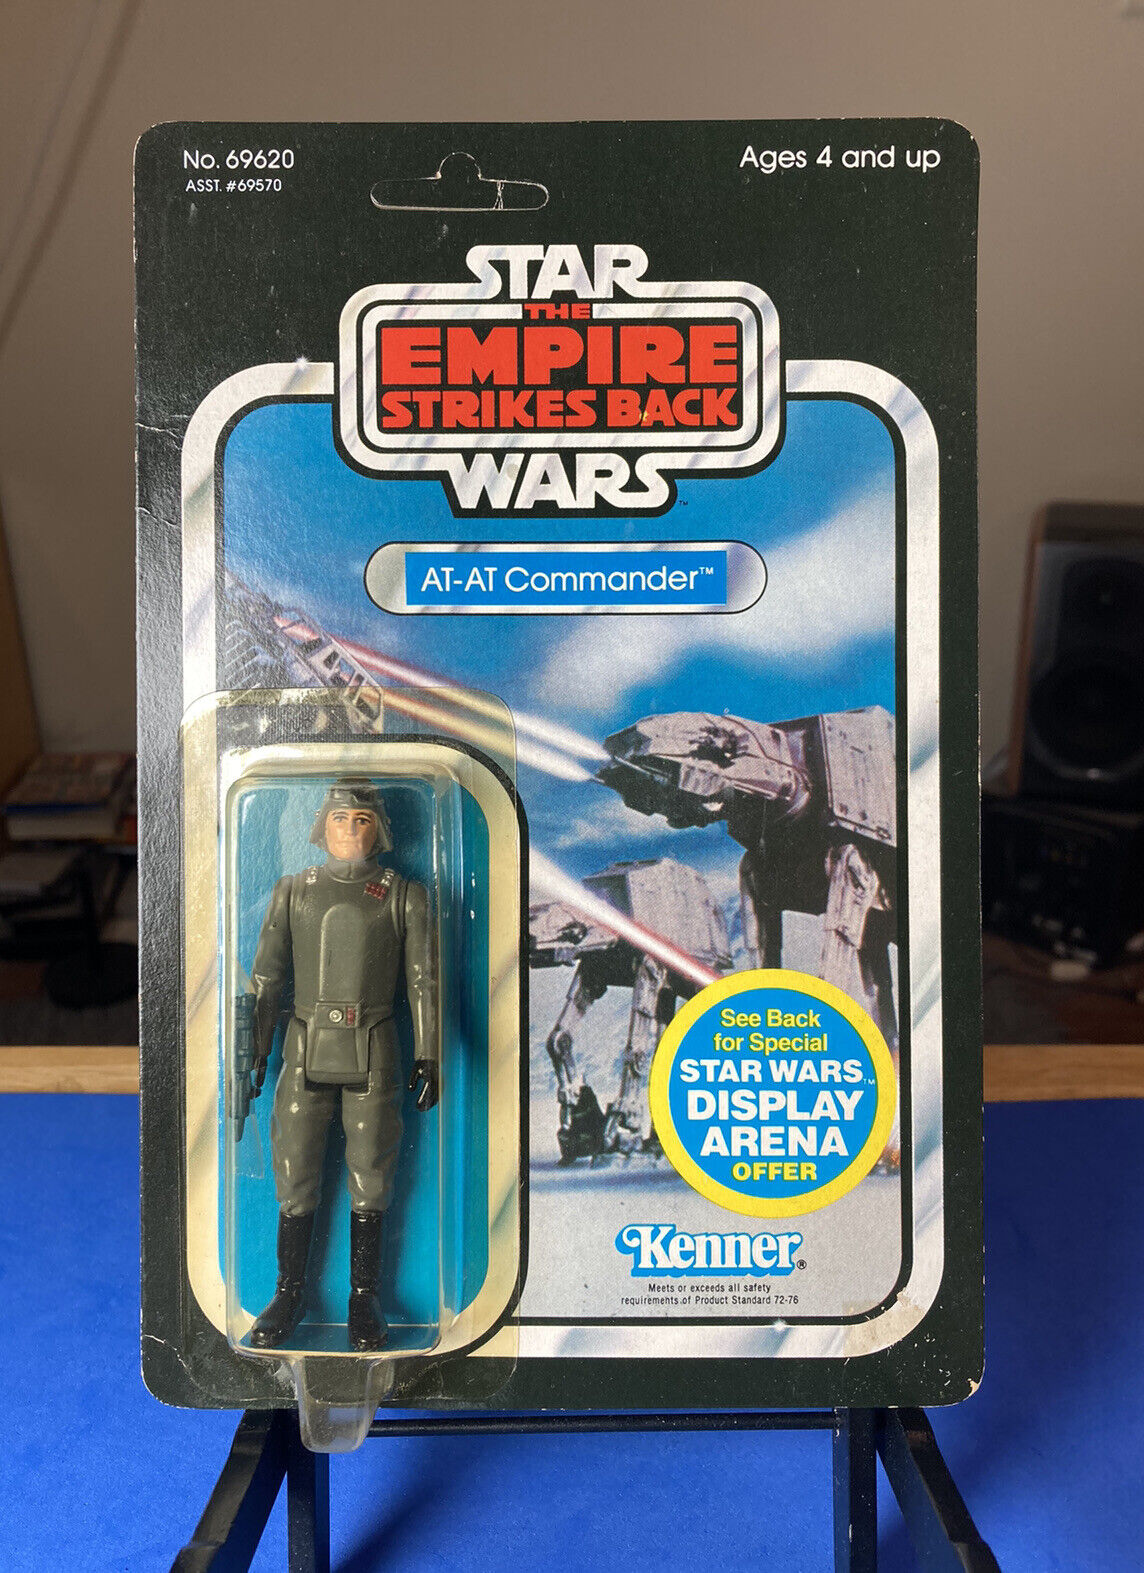 No. 69620
ASST. #69570
Ages 4 and up
STAR
THE
EMPIRE
STRIKES BACK
WARS™
AT-AT Commander™
See Back
for Special
STAR WARS™
DISPLAY
ARENA
OFFER
Kenner®
Meets or exceeds all safety
requirements of Product Standard 72-76